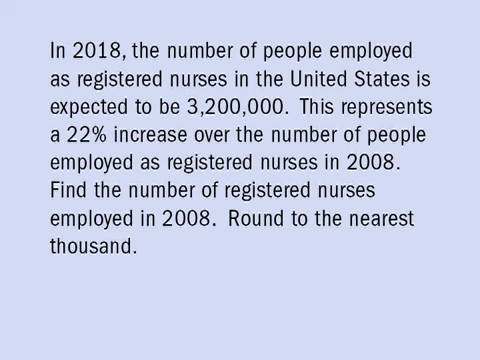 In 2018, the number of people employed
as registered nurses in the United States is
expected to be 3,200,000.  This represents
a 22% increase over the number of people
employed as registered nurses in 2008.
Find the number of registered nurses
employed in 2008.  Round to the nearest
thousand.